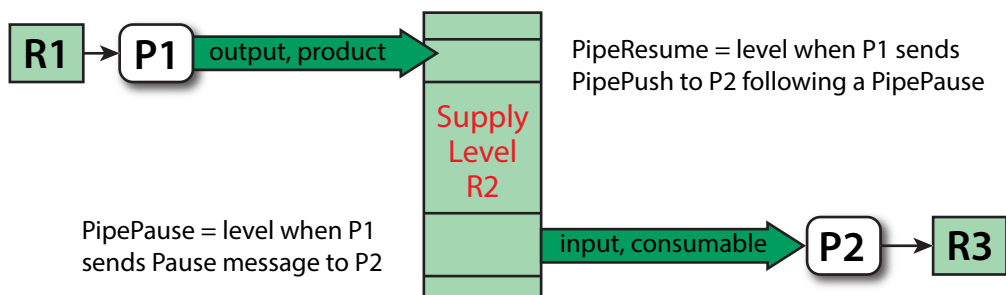 R1
P1
output, product
PipeResume = level when P1 sends
PipePush to P2 following a PipePause
Supply
Level
R2
PipePause = level when P1
sends Pause message to P2
input, consumable
P2
R3